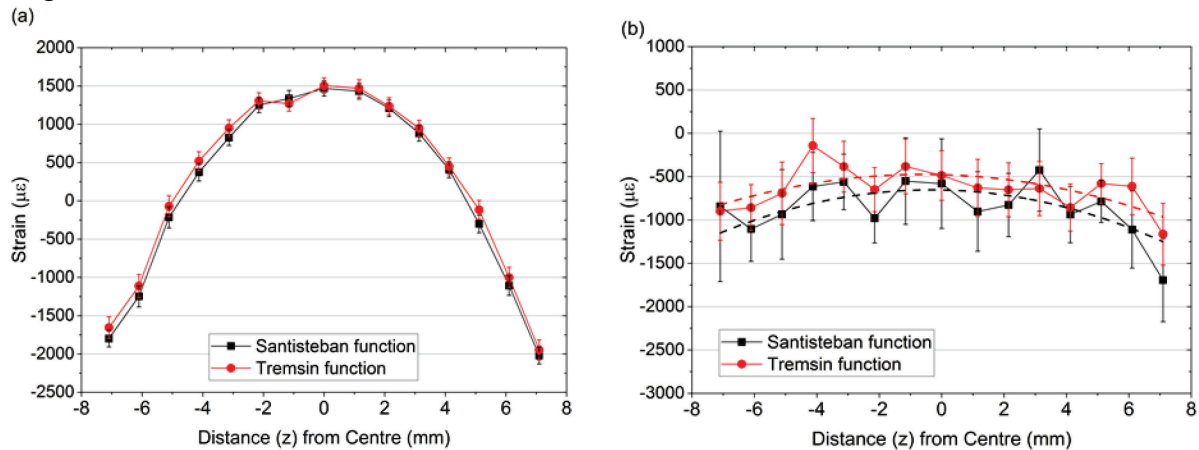 (a)
2000
1500
1000
500
0
-500
-1000
-1500
-2000
-2500
Strain (με)
-8 -6 -4 -2 0 2 4 6 8
Distance (z) from Centre (mm)
Santisteban function
Tremsin function
(b)
1000
500
0
-500
-1000
-1500
-2000
-2500
-3000
Strain (με)
-8 -6 -4 -2 0 2 4 6 8
Distance (z) from Centre (mm)
Santisteban function
Tremsin function